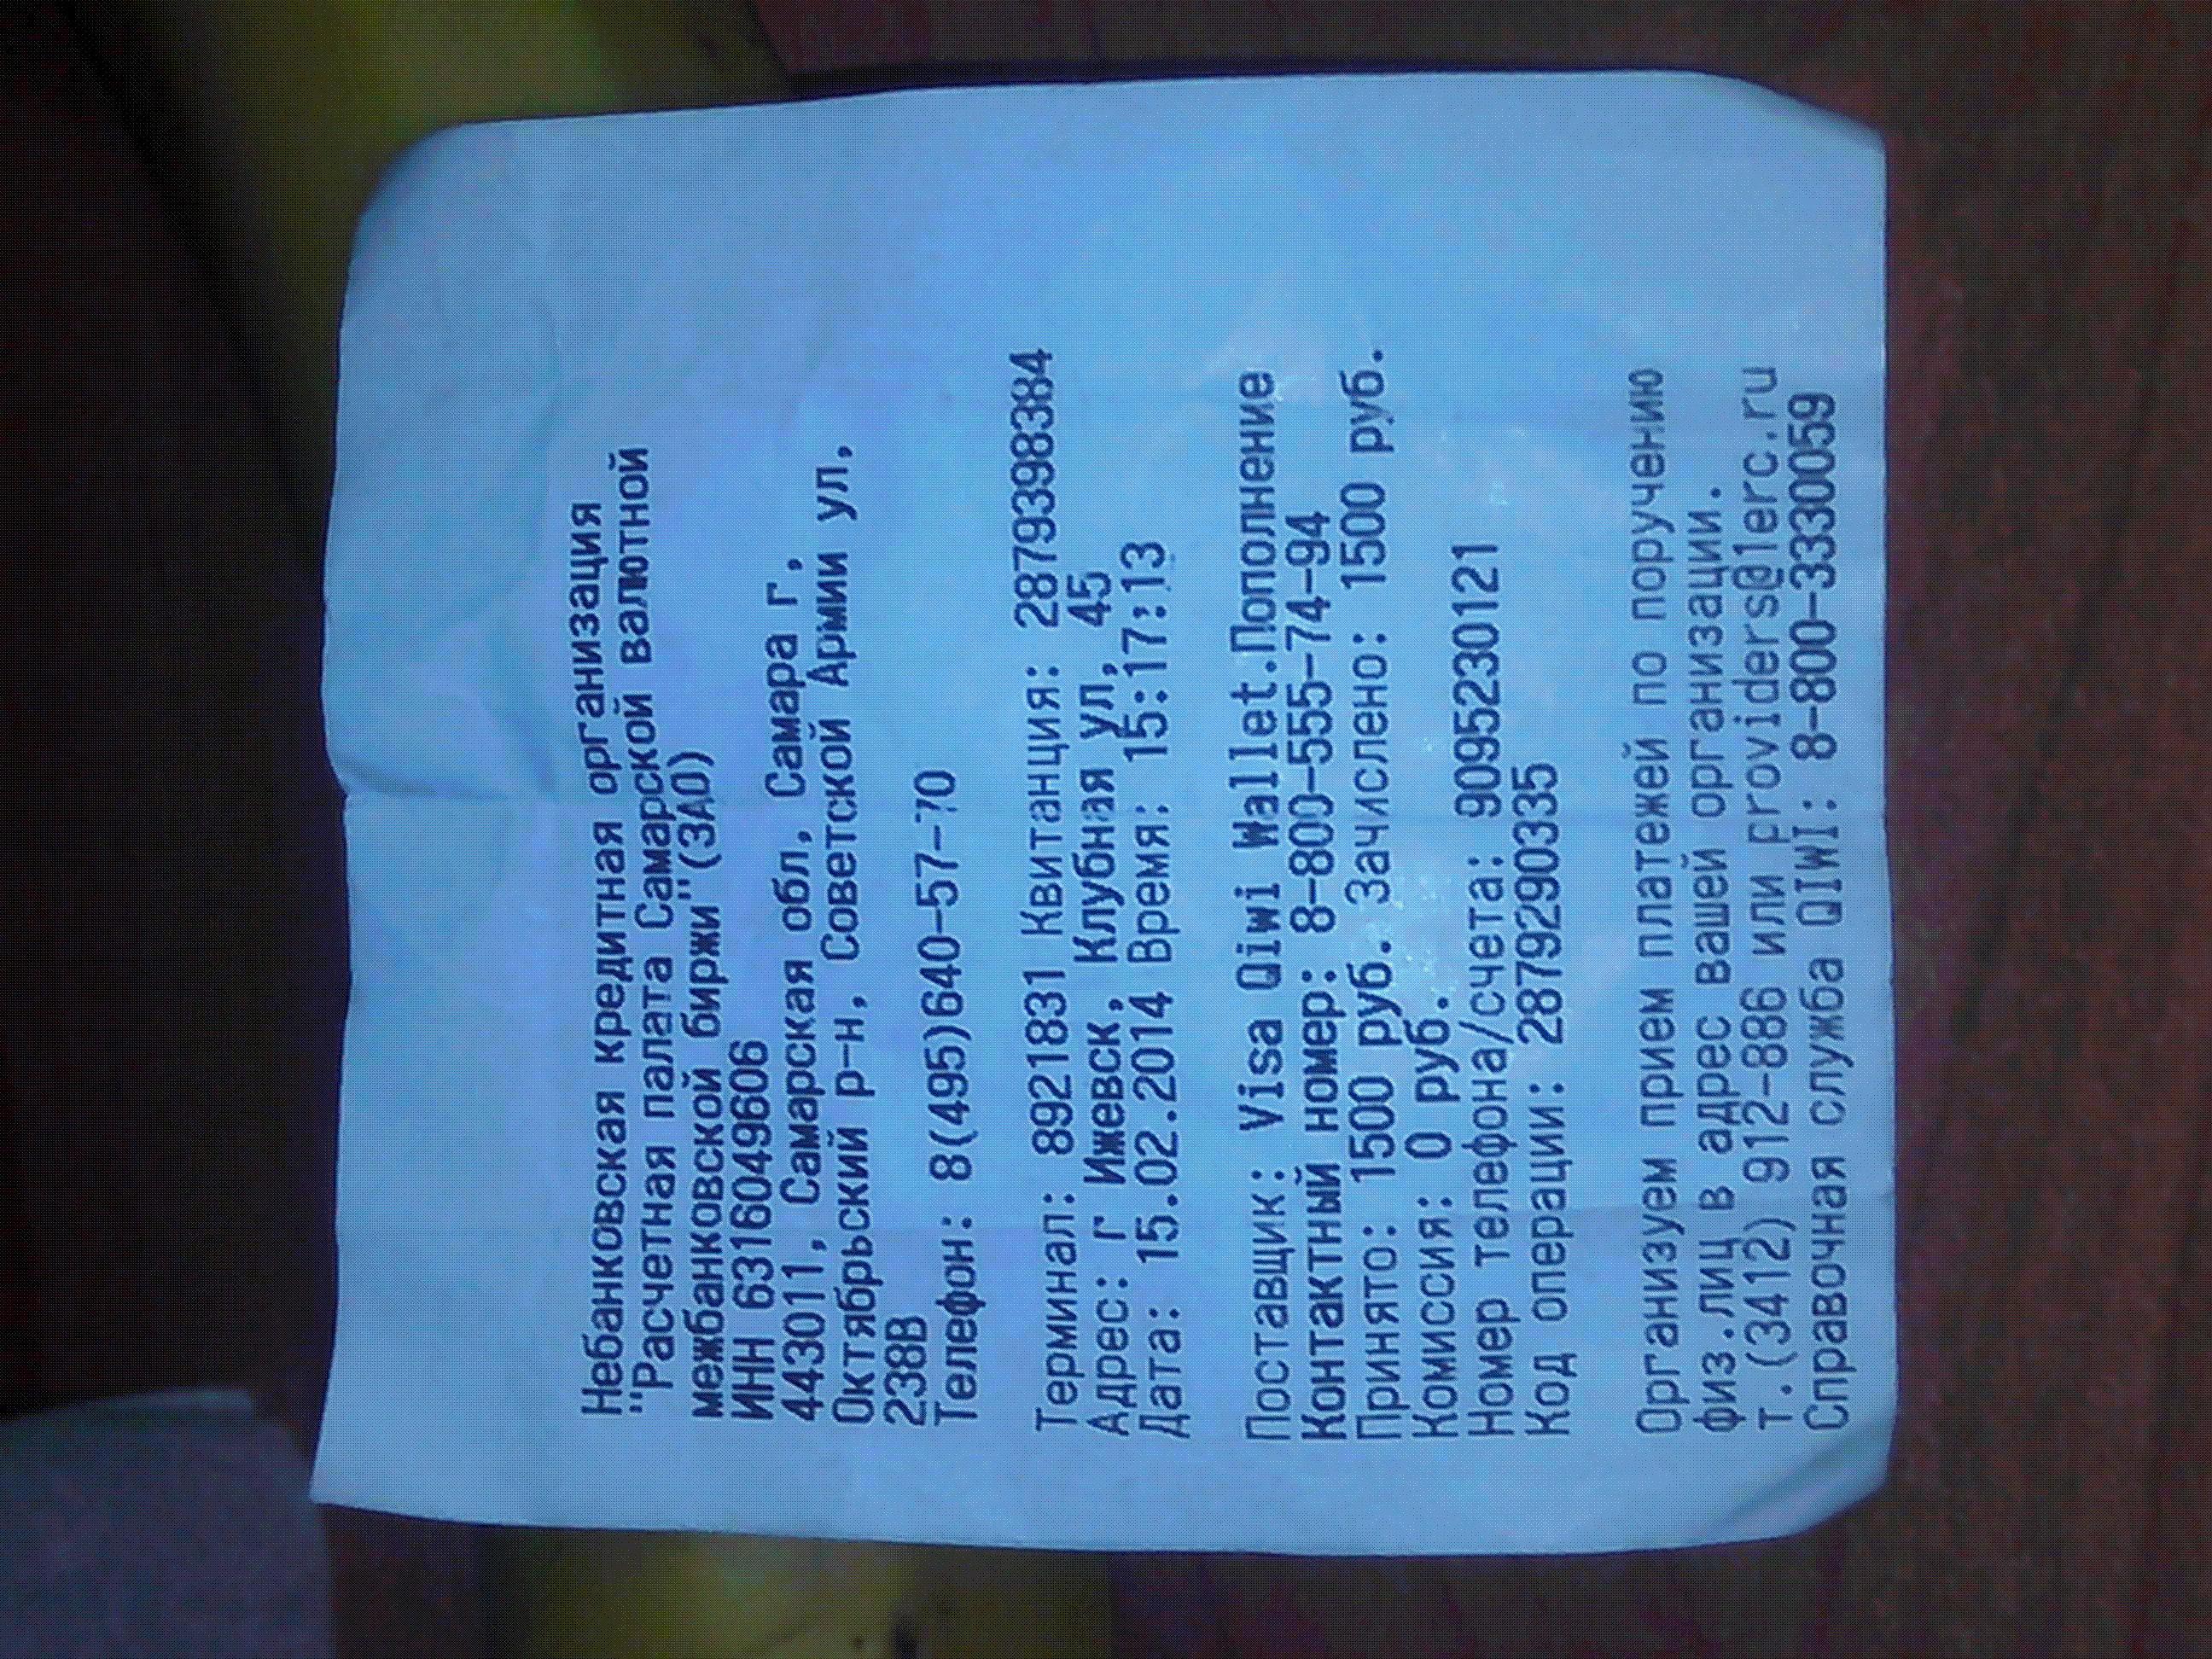 Небанковская кредитная организация
"Расчетная палата Самарской валютной
межбанковской биржи"(ЗАО)
ИНН 6316049606
443011, Самарская обл, Самара г,
Октябрьский р-н, Советской Армии ул,
238В
Телефон: 8(495)640-57-70
Терминал: 8921831 Квитанция: 28793398384
Адрес: г Ижевск, Клубная ул, 45
Дата: 15.02.2014 Время: 15:17:13
Поставщик: Visa Qiwi Wallet.Пополнение
Контактный номер: 8-800-555-74-94
Принято: 1500 руб. Зачислено: 1500 руб.
Комиссия: 0 руб.
Номер телефона/счета: 9095230121
Код операции: 28792290335
Организуем прием платежей по поручению
физ.лиц в адрес вашей организации.
т.(3412) 912-886 или providers@1erc.ru
Справочная служба QIWI: 8-800-3330059